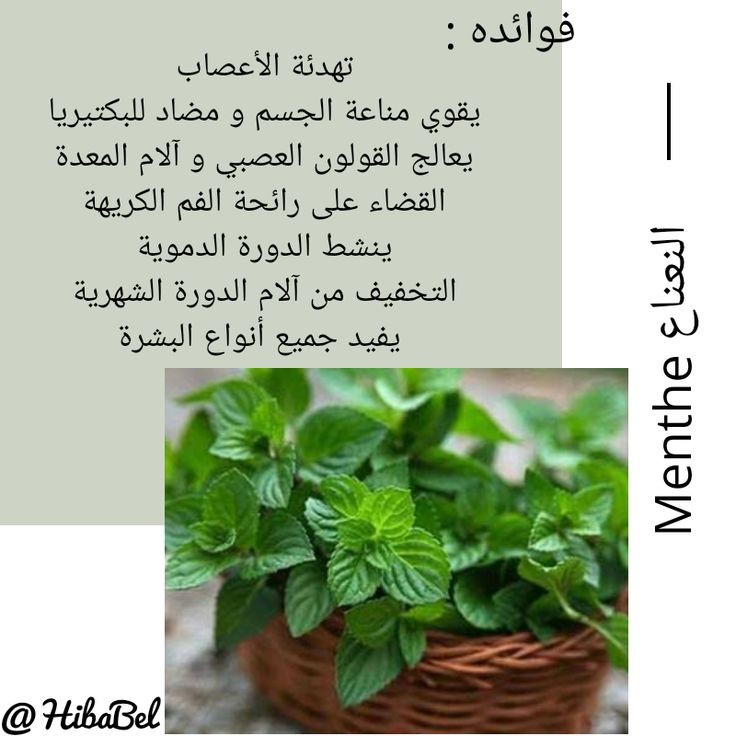 فوائده :
تهدئة الأعصاب
يقوي مناعة الجسم و مضاد للبكتيريا
يعالج القولون العصبي و آلام المعدة
القضاء على رائحة الفم الكريهة
ينشط الدورة الدموية
التخفيف من آلام الدورة الشهرية
يفيد جميع أنواع البشرة
Menthe النعناع
@HibaBel